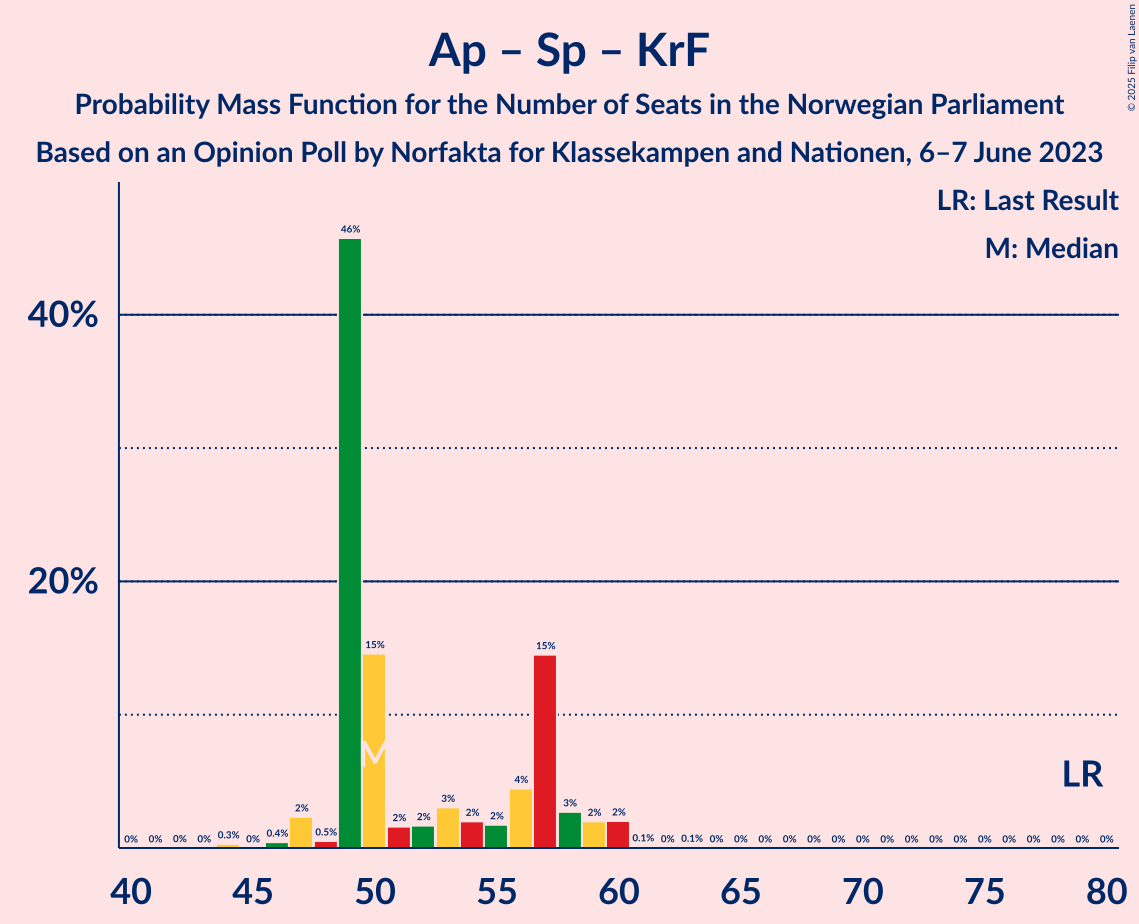 Ap – Sp – KrF
Probability Mass Function for the Number of Seats in the Norwegian Parliament
Based on an Opinion Poll by Norfakta for Klassekampen and Nationen, 6–7 June 2023
© 2025 Filip van Laenen
LR: Last Result
M: Median
40%
20%
0% 0% 0% 0% 0.3% 0% 0.4% 2% 0.5% 46% 15% 2% 2% 3% 2% 2% 4% 15% 3% 2% 2% 0.1% 0% 0.1% 0% 0% 0% 0% 0% 0% 0% 0% 0% 0% 0% 0% 0% 0% 0% 0% 0%
M
LR
40 45 50 55 60 65 70 75 80